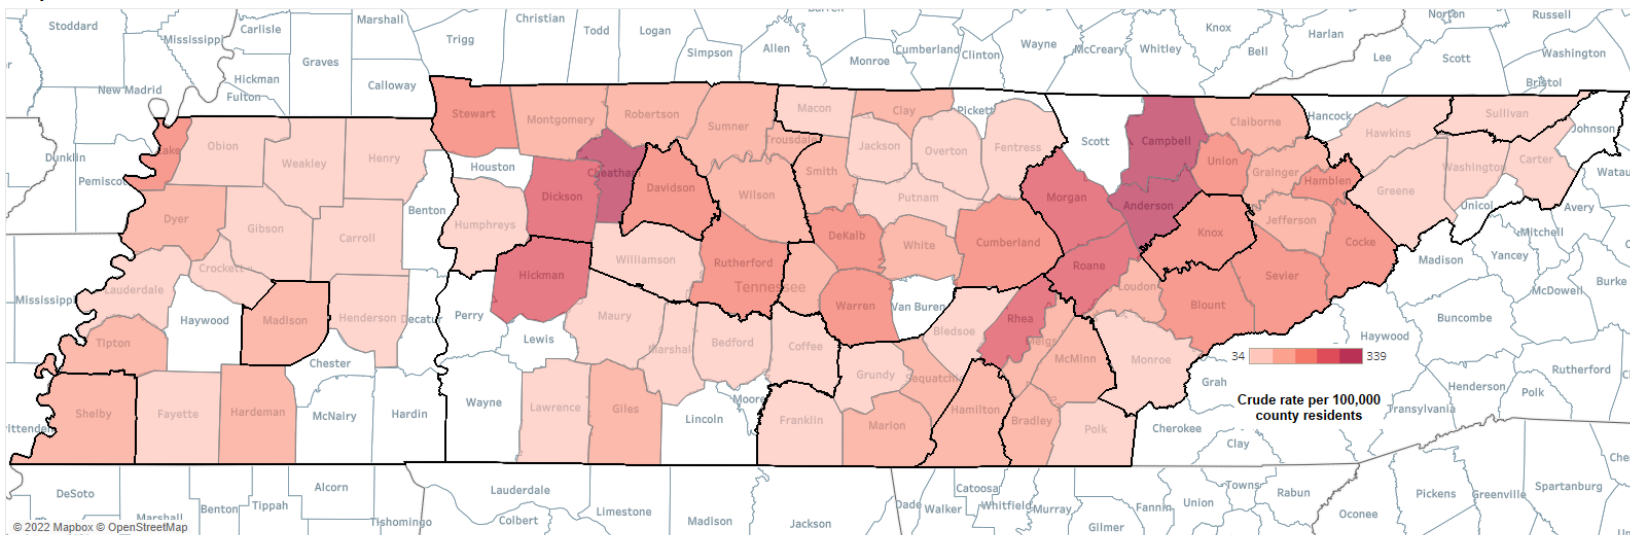 Stoddard
Mississippi
Carlisle
Marshall
Christian
Todd
Logan
Simpson
Allen
Cumberland
Clinton
Wayne
McCreary
Whitley
Knox
Bell
Harlan
Norton
Russell
Trigg
Graves
Monroe
Lee
Scott
Washington
Hickman
Calloway
Bristol
New Madrid
Fulton
Stewart
Montgomery
Robertson
Sumner
Macon
Clay
Pickett
Scott
Campbell
Claiborne
Hancock
Hawkins
Sullivan
Johnson
Dunklin
Obion
Weakley
Henry
Houston
Cheatham
Davidson
Trousdale
Smith
Jackson
Overton
Fentress
Union
Grainger
Hamblen
Greene
Washington
Carter
Pemisco
Watau
Dickson
Wilson
Putnam
Morgan
Anderson
Dyer
Gibson
Carroll
Benton
Humphreys
Williamson
DeKalb
White
Cumberland
Knox
Jefferson
Cocke
Unicoi
Avery
Mitchell
Madison
Yancey
Crockett
Lauderdale
Hickman
Rutherford
Tennessee
Roane
Loudon
Sevier
McDowell
Burke
Mississippi
Haywood
Madison
Henderson
Decatur
Perry
Maury
Warren
Van Buren
Rhea
Blount
Buncombe
Tipton
Chester
Lewis
Marshal
Bedford
Coffee
Bledsoe
Meigs
McMinn
Monroe
34
339
Haywood
Rutherford
Shelby
Fayette
Hardeman
McNairy
Hardin
Wayne
Lawrence
Giles
Lincoln
Moore
Franklin
Grundy
Sequatch
Marion
Hamilton
Bradley
Polk
Grah
Crude rate per 100,000
county residents
Henderson
Polk
Transylvania
Cherokee
Clay
rittenden
DeSoto
Marshall
Benton
Tippah
Alcorn
Tishomingo
Lauderdale
Colbert
Limestone
Madison
Jackson
Dade
Walker
Catoosa
Whitfield
Murray
Gilmer
Fannin
Union
Towns
Rabun
Oconee
Pickens
Greenville
Spartanburg
© 2022 Mapbox © OpenStreetMap